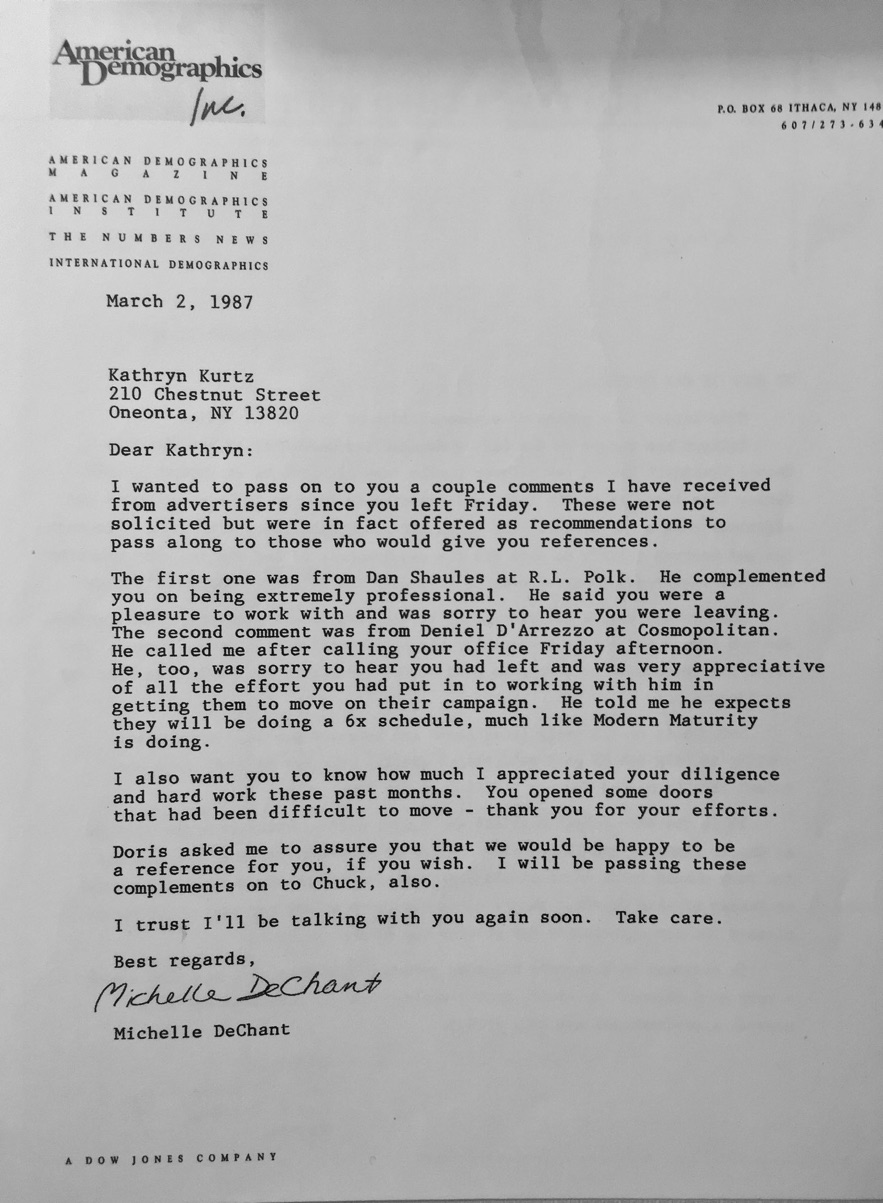 American
Demographics
Inc.
P.O. BOX 68 ITHACA, NY 148
607/273-634
AMERICAN DEMOGRAPHICS
MAGAZINE
AMERICAN DEMOGRAPHICS
INSTITUTE
THE NUMBERS NEWS
INTERNATIONAL DEMOGRAPHICS
March 2, 1987
Kathryn Kurtz
210 Chestnut Street
Oneonta, NY 13820
Dear Kathryn:
I wanted to pass on to you a couple comments I have received
from advertisers since you left Friday. These were not
solicited but were in fact offered as recommendations to
pass along to those who would give you references.
The first one was from Dan Shaules at R.L. Polk. He complemented
you on being extremely professional. He said you were a
pleasure to work with and was sorry to hear you were leaving.
The second comment was from Deniel D'Arrezzo at Cosmopolitan.
He called me after calling your office Friday afternoon.
He, too, was sorry to hear you had left and was very appreciative
of all the effort you had put in to working with him in
getting them to move on their campaign. He told me he expects
they will be doing a 6x schedule, much like Modern Maturity
is doing.
I also want you to know how much I appreciated your diligence
and hard work these past months. You opened some doors
that had been difficult to move - thank you for your efforts.
Doris asked me to assure you that we would be happy to be
a reference for you, if you wish. I will be passing these
complements on to Chuck, also.
I trust I'll be talking with you again soon. Take care.
Best regards,
Michelle DeChant
Michelle DeChant
A DOW JONES COMPANY